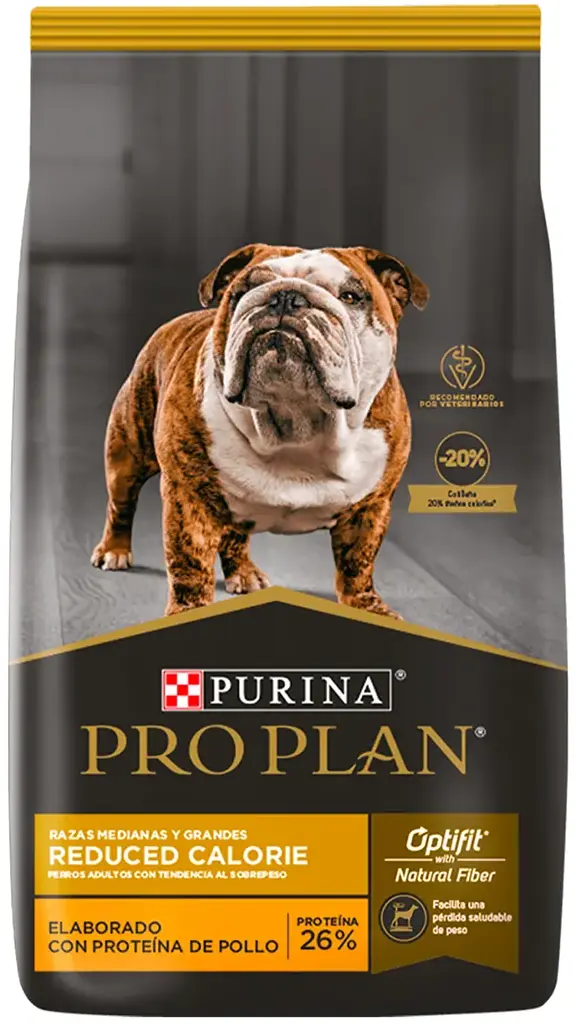 RECOMENDADO
POR VETERINARIOS
-20%
Contiene
20% menos calorías*
PURINA®
PRO PLAN®
RAZAS MEDIANAS Y GRANDES
REDUCED CALORIE
PERROS ADULTOS CON TENDENCIA AL SOBREPESO
ELABORADO
CON PROTEÍNA DE POLLO
PROTEÍNA
26%
Optifit®
with
Natural Fiber
Facilita una
pérdida saludable
de peso